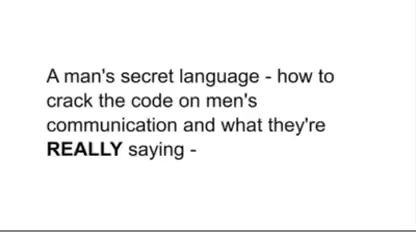 A man's secret language - how to
crack the code on men's
communication and what they're
REALLY saying -